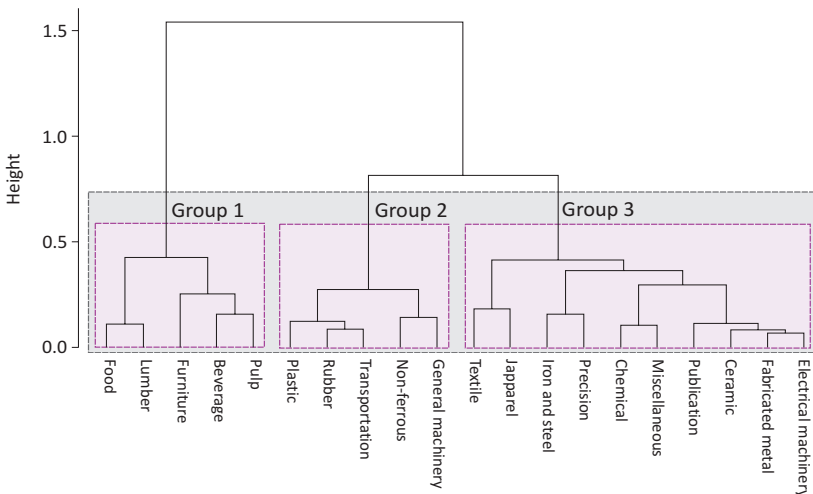 Height
1.5
1.0
0.5
0.0
Group 1
Group 2
Group 3
Food
Lumber
Furniture
Beverage
Pulp
Plastic
Rubber
Transportation
Non-ferrous
General machinery
Textile
Japparel
Iron and steel
Precision
Chemical
Miscellaneous
Publication
Ceramic
Fabricated metal
Electrical machinery